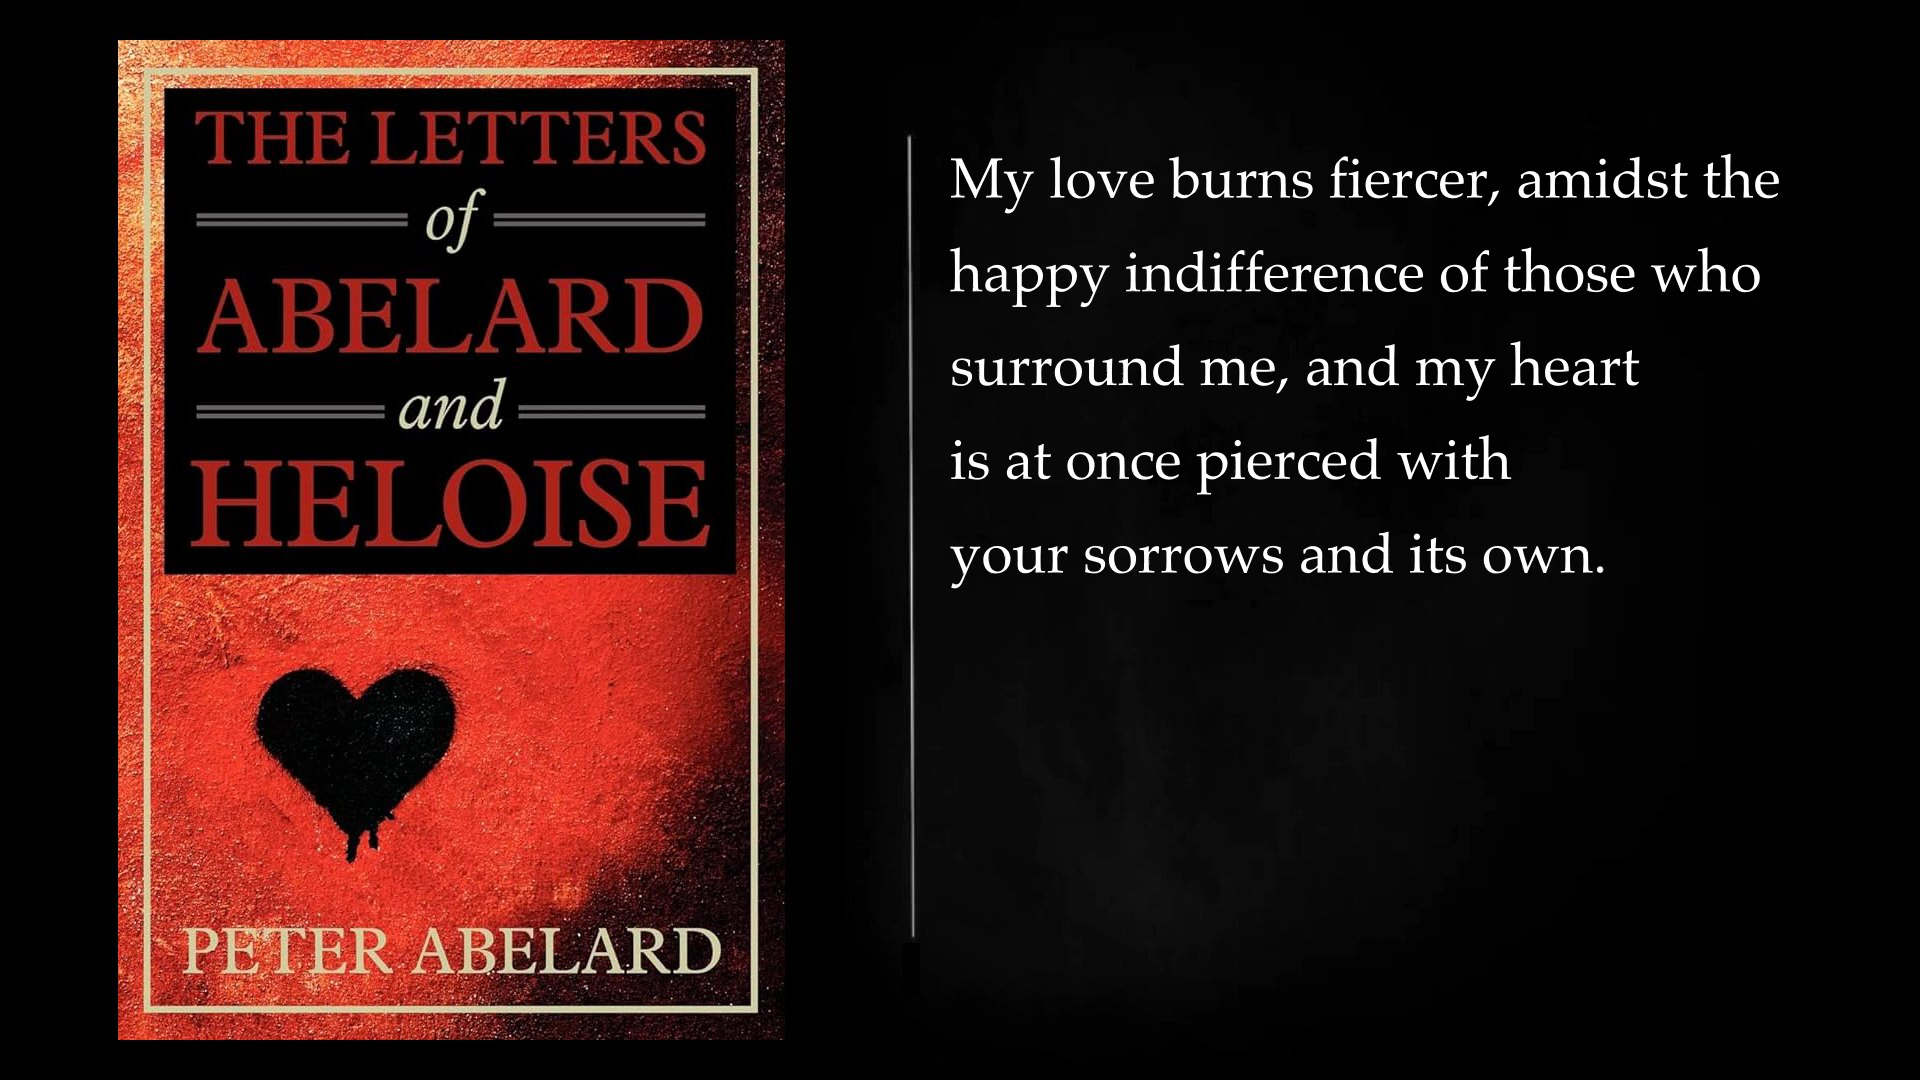 THE LETTERS
of
ABELARD
and
HELOISE
PETER ABELARD
My love burns fiercer, amidst the
happy indifference of those who
surround me, and my heart
is at once pierced with
your sorrows and its own.